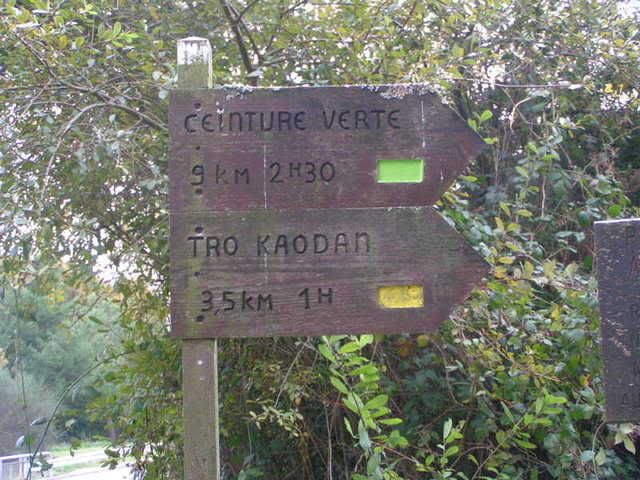 CEINTURE VERTE
9 KM 2H30
TRO KAODAN
3,5KM 1H